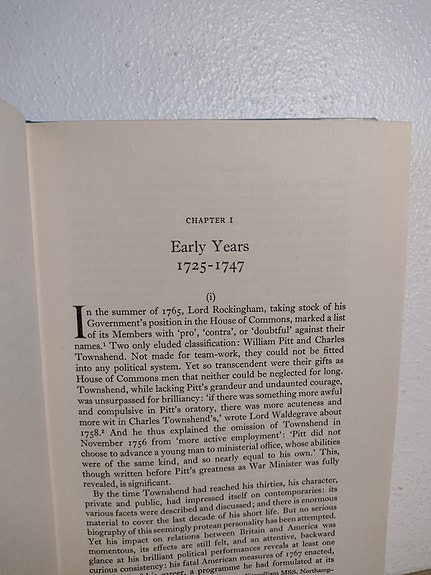 CHAPTER I
Early Years
1725-1747
(i)
In the summer of 1765, Lord Rockingham, taking stock of his
Government's position in the House of Commons, marked a list
of its Members with 'pro', 'contra', or 'doubtful' against their
names.¹ Two only eluded classification: William Pitt and Charles
Townshend. Not made for team-work, they could not be fitted
into any political system. Yet so transcendent were their gifts as
House of Commons men that neither could be neglected for long.
Townshend, while lacking Pitt's grandeur and undaunted courage,
was unsurpassed for brilliancy: 'if there was something more awful
and compulsive in Pitt's oratory, there was more acuteness and
more wit in Charles Townshend's,' wrote Lord Waldegrave about
1758.² And he thus explained the omission of Townshend in
November 1756 from 'more active employment': 'Pitt did not
choose to advance a young man to ministerial office, whose abilities
were of the same kind, and so nearly equal to his own.' This,
though written before Pitt's greatness as War Minister was fully
revealed, is significant.
By the time Townshend had reached his thirties, his character,
private and public, had impressed itself on contemporaries: its
various facets were described and discussed; and there is enormous
material to cover the last decade of his short life. But no serious
biography of this seemingly protean personality has been attempted.
Yet his impact on relations between Britain and America was
momentous, its effects are still felt, and an attentive, backward
glance at his brilliant political performances reveals at least one
curious consistency: his fatal American measures of 1767 enacted,
career, a programme he had formulated at its
MSS. Northamp-